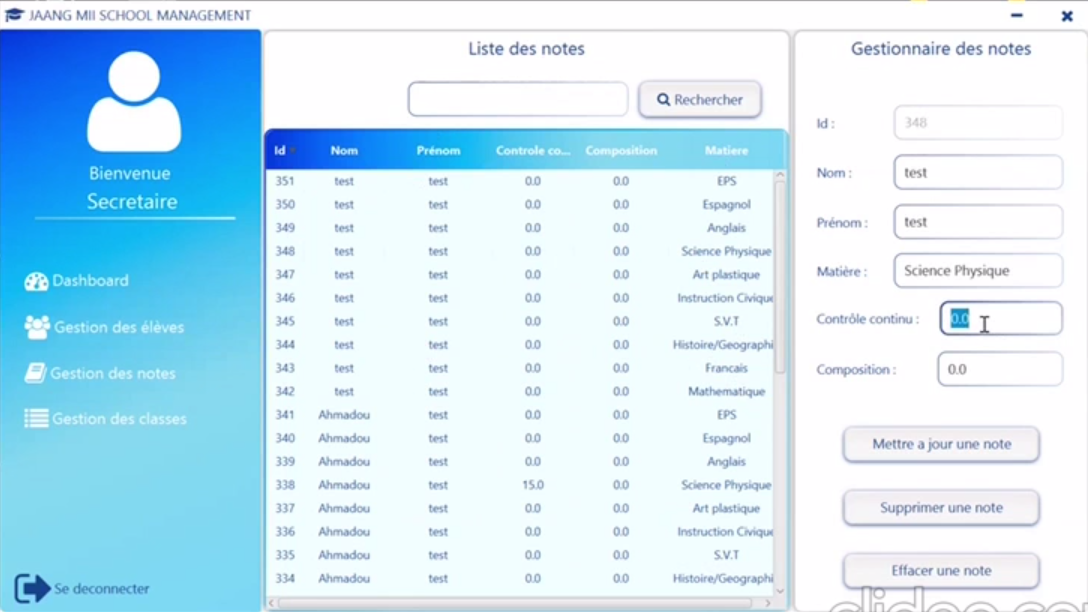 JAANG MII SCHOOL MANAGEMENT
Bienvenue
Secretaire
Dashboard
Gestion des élèves
Gestion des notes
Gestion des classes
Se deconnecter
Liste des notes
Rechercher
Id Nom Prénom Controle co... Composition Matiere
351 test test 0.0 0.0 EPS
350 test test 0.0 0.0 Espagnol
349 test test 0.0 0.0 Anglais
348 test test 0.0 0.0 Science Physique
347 test test 0.0 0.0 Art plastique
346 test test 0.0 0.0 Instruction Civique
345 test test 0.0 0.0 S.V.T
344 test test 0.0 0.0 Histoire/Geographi
343 test test 0.0 0.0 Francais
342 test test 0.0 0.0 Mathematique
341 Ahmadou test 0.0 0.0 EPS
340 Ahmadou test 0.0 0.0 Espagnol
339 Ahmadou test 0.0 0.0 Anglais
338 Ahmadou test 15.0 0.0 Science Physique
337 Ahmadou test 0.0 0.0 Art plastique
336 Ahmadou test 0.0 0.0 Instruction Civique
335 Ahmadou test 0.0 0.0 S.V.T
334 Ahmadou test 0.0 0.0 Histoire/Geographi
Gestionnaire des notes
Id : 348
Nom : test
Prénom : test
Matière : Science Physique
Contrôle continu : 0.0
Composition : 0.0
Mettre a jour une note
Supprimer une note
Effacer une note